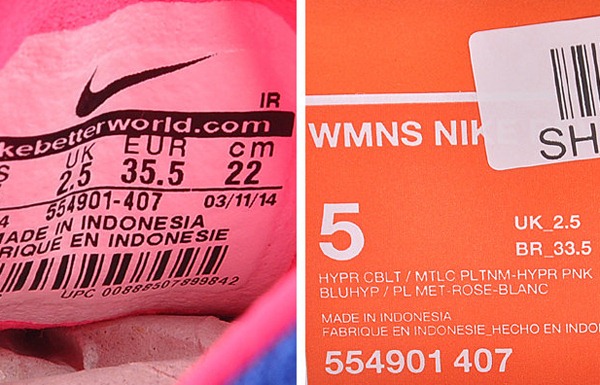 IR
kebetterworld.com
UK EUR cm
2.5 35.5 22
554901-407 03/11/14
MADE IN INDONESIA
FABRIQUE EN INDONESIE
UPC 00888507899842
SH
WMNS NIK
5
UK_2.5
BR_33.5
HYPR CBLT / MTLC PLTNM-HYPR PNK
BLUHYP / PL MET-ROSE-BLANC
MADE IN INDONESIA
FABRIQUE EN INDONESIE_HECHO EN INDO
554901 407